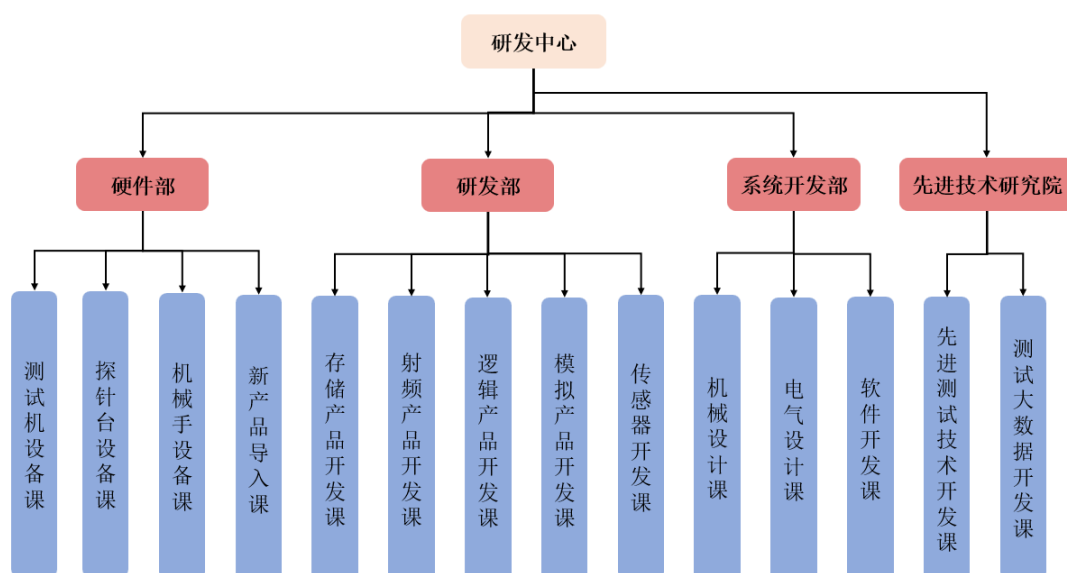 研发中心
硬件部
研发部
系统开发部
先进技术研究院
测试机设备课
探针台设备课
机械手设备课
新产品导入课
存储产品开发课
射频产品开发课
逻辑产品开发课
模拟产品开发课
传感器开发课
机械设计课
电气设计课
软件开发课
先进测试技术开发课
测试大数据开发课